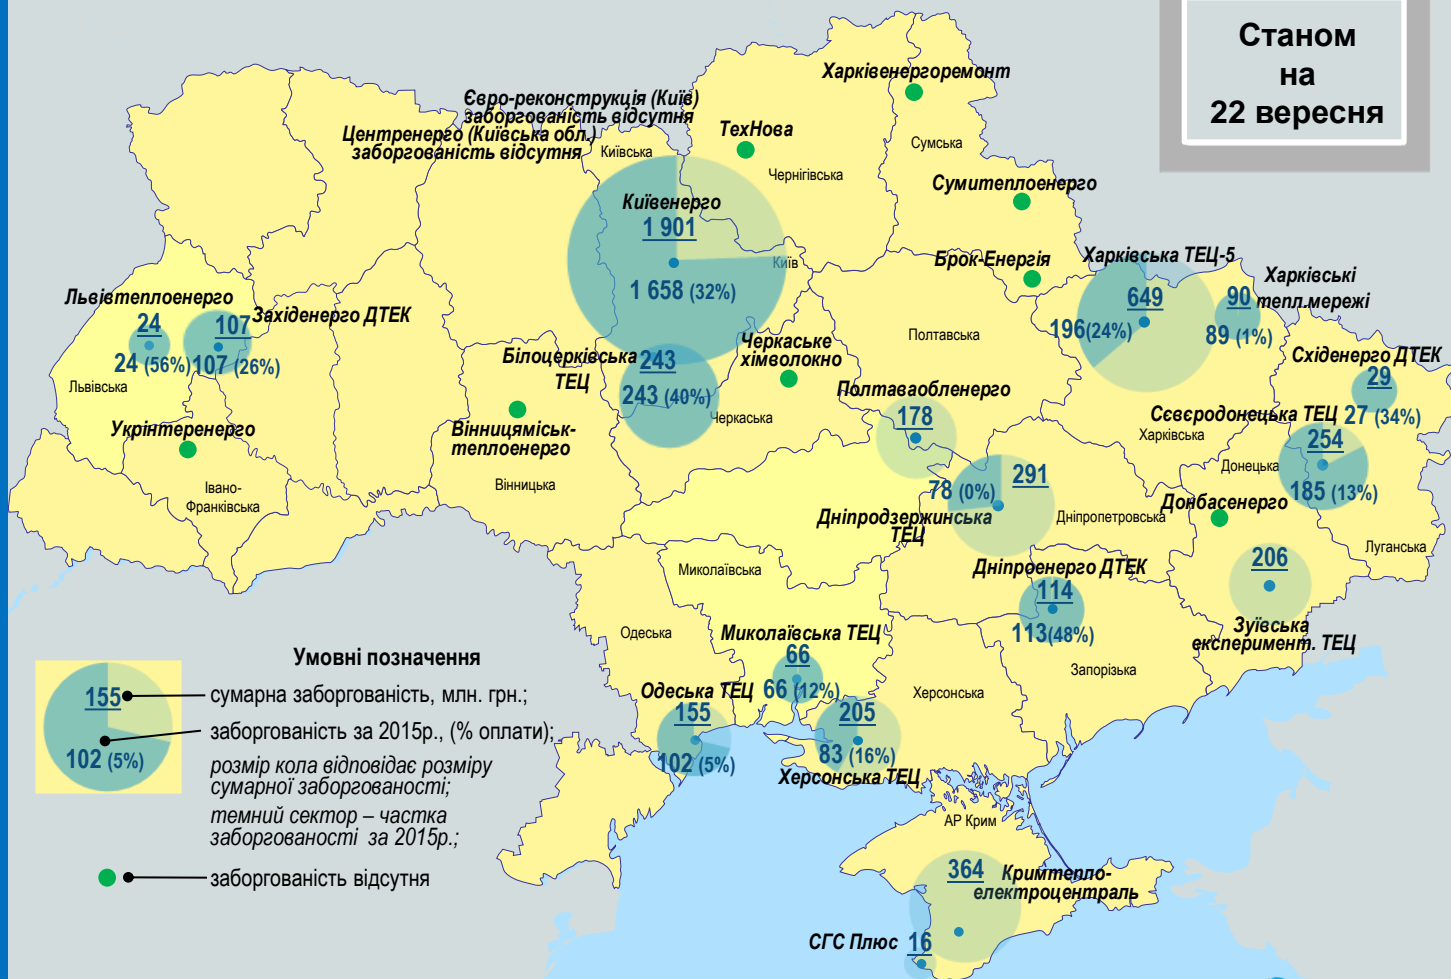 Станом
на
22 вересня
Харківенергоремонт
Євро-реконструкція (Київ)
заборгованість відсутня
Центренерго (Київська обл.)
заборгованість відсутня
ТехНова
Київська
Сумська
Чернігівська
Сумитеплоенерго
Київенерго
1 901
Київ
1 658 (32%)
Брок-Енергія
Харківська ТЕЦ-5
649
196(24%)
Харківські
тепл.мережі
90
89 (1%)
Львівтеплоенерго
24
24 (56%)
Західенерго ДТЕК
107
107 (26%)
Львівська
Білоцерківська
ТЕЦ
243
243 (40%)
Черкаське
хімволокно
Черкаська
Полтавська
Полтаваобленерго
178
Східенерго ДТЕК
29
27 (34%)
Сєвєродонецька ТЕЦ
254
185 (13%)
Харківська
Донецька
Укрінтеренерго
Вінницяміськ-
теплоенерго
Вінницька
Івано-
Франківська
291
78 (0%)
Дніпродзержинська
ТЕЦ
Дніпропетровська
Донбасенерго
Луганська
Миколаївська
Дніпроенерго ДТЕК
114
113(48%)
206
Зуївська
експеримент. ТЕЦ
Одеська
Миколаївська ТЕЦ
66
66 (12%)
Запорізька
Херсонська
Одеська ТЕЦ
155
102 (5%)
205
83 (16%)
Херсонська ТЕЦ
Умовні позначення
155
102 (5%)
сумарна заборгованість, млн. грн.;
заборгованість за 2015р., (% оплати);
розмір кола відповідає розміру
сумарної заборгованості;
темний сектор – частка
заборгованості за 2015р.;
заборгованість відсутня
АР Крим
364
Кримтепло-
електроцентраль
СГС Плюс
16